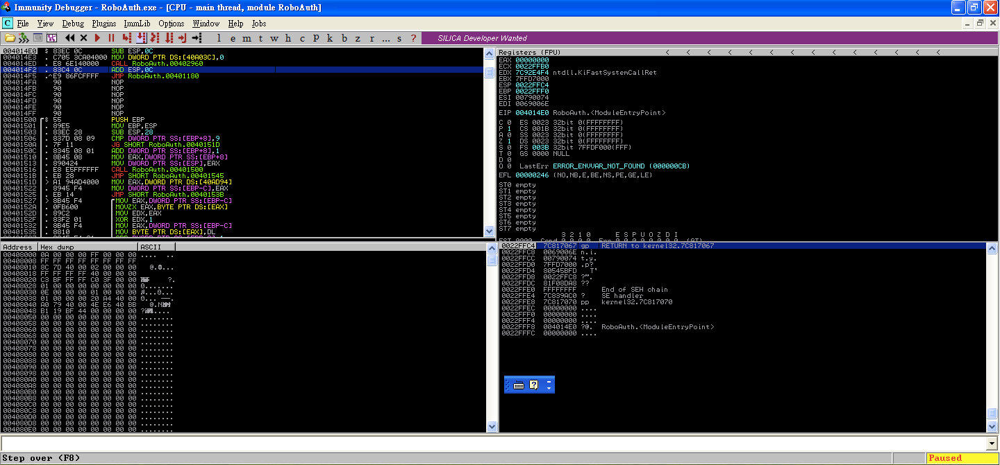 Immunity Debugger - RoboAuth.exe - [CPU - main thread, module RoboAuth]
C File View Debug Plugins ImmLib Options Window Help Jobs
l e m t w h c p k b z r ... s ? SILICA Developer Wanted
004014E0 $ 83EC 0C SUB ESP,0C
004014E3 . C705 3CA04000 MOV DWORD PTR DS:[40A03C],0
004014ED . E8 6E140000 CALL RoboAuth.00402960
004014F2 . 83C4 0C ADD ESP,0C
004014F5 .^E9 86FCFFFF JMP RoboAuth.00401180
004014FA 90 NOP
004014FB 90 NOP
004014FC 90 NOP
004014FD 90 NOP
004014FE 90 NOP
004014FF 90 NOP
00401500 $ 55 PUSH EBP
00401501 . 89E5 MOV EBP,ESP
00401503 . 83EC 28 SUB ESP,28
00401506 . 837D 08 09 CMP DWORD PTR SS:[EBP+8],9
0040150A . 7F 11 JG SHORT RoboAuth.0040151D
0040150C . 8345 08 01 ADD DWORD PTR SS:[EBP+8],1
00401510 . 8B45 08 MOV EAX,DWORD PTR SS:[EBP+8]
00401513 . 890424 MOV DWORD PTR SS:[ESP],EAX
00401516 . E8 E5FFFFFF CALL RoboAuth.00401500
0040151B . EB 28 JMP SHORT RoboAuth.00401545
0040151D > A1 94AD4000 MOV EAX,DWORD PTR DS:[40AD94]
00401522 . 8945 F4 MOV DWORD PTR SS:[EBP-C],EAX
00401525 . EB 14 JMP SHORT RoboAuth.0040153B
00401527 > 8B45 F4 MOV EAX,DWORD PTR SS:[EBP-C]
0040152A . 0FB600 MOVZX EAX,BYTE PTR DS:[EAX]
0040152D . 89C2 MOV EDX,EAX
0040152F . 83F2 01 XOR EDX,1
00401532 . 8B45 F4 MOV EAX,DWORD PTR SS:[EBP-C]
00401535 . 8810 MOV BYTE PTR DS:[EAX],DL
Registers (FPU) < < < < < < < < < < < < < <
EAX 00000000
ECX 0022FFB0
EDX 7C92E4F4 ntdll.KiFastSystemCallRet
EBX 7FFD7000
ESP 0022FFC4
EBP 0022FFF0
ESI 00790074
EDI 0069006E
EIP 004014E0 RoboAuth.<ModuleEntryPoint>
C 0 ES 0023 32bit 0(FFFFFFFF)
P 1 CS 001B 32bit 0(FFFFFFFF)
A 0 SS 0023 32bit 0(FFFFFFFF)
Z 1 DS 0023 32bit 0(FFFFFFFF)
S 0 FS 003B 32bit 7FFDF000(FFF)
T 0 GS 0000 NULL
D 0
O 0 LastErr ERROR_ENVVAR_NOT_FOUND (000000CB)
EFL 00000246 (NO,NB,E,BE,NS,PE,GE,LE)
ST0 empty
ST1 empty
ST2 empty
ST3 empty
ST4 empty
ST5 empty
ST6 empty
ST7 empty
3 2 1 0 E S P U O Z D I
Address Hex dump ASCII
00408000 0A 00 00 00 FF 00 00 00
00408008 FF FF FF FF FF FF FF FF
00408010 8C 7D 40 00 02 00 00 00
00408018 FF FF FF FF 40 00 00 00
00408020 C3 BF FF FF C0 3F 00 00
00408028 01 00 00 00 00 00 00 00
00408030 0E 00 00 00 01 00 00 00
00408038 01 00 00 00 20 A4 40 00
00408040 A0 79 40 00 4E E6 40 BB
00408048 B1 19 BF 44 00 00 00 00
00408050 00 00 00 00 00 00 00 00
00408058 00 00 00 00 00 00 00 00
00408060 00 00 00 00 00 00 00 00
00408068 00 00 00 00 00 00 00 00
00408070 00 00 00 00 00 00 00 00
00408078 00 00 00 00 00 00 00 00
00408080 00 00 00 00 00 00 00 00
00408088 00 00 00 00 00 00 00 00
00408090 00 00 00 00 00 00 00 00
00408098 00 00 00 00 00 00 00 00
004080A0 00 00 00 00 00 00 00 00
004080A8 00 00 00 00 00 00 00 00
004080B0 00 00 00 00 00 00 00 00
004080B8 00 00 00 00 00 00 00 00
004080C0 00 00 00 00 00 00 00 00
004080C8 00 00 00 00 00 00 00 00
004080D0 00 00 00 00 00 00 00 00
004080D8 00 00 00 00 00 00 00 00
004080E0 00 00 00 00 00 00 00 00
0022FFC4 7C817067 gp RETURN to kernel32.7C817067
0022FFC8 0069006E n.i.
0022FFCC 00790074 t.y.
0022FFD0 7FFD7000 .p?
0022FFD4 80545BFD
0022FFD8 0022FFC8
0022FFDC 81F08DA8 ??
0022FFE0 FFFFFFFF End of SEH chain
0022FFE4 7C839AC0 ? SE handler
0022FFE8 7C817070 pp kernel32.7C817070
0022FFEC 00000000 ....
0022FFF0 00000000 ....
0022FFF4 00000000 ....
0022FFF8 004014E0 ?@. RoboAuth.<ModuleEntryPoint>
0022FFFC 00000000 ....
Step over (F8) Paused